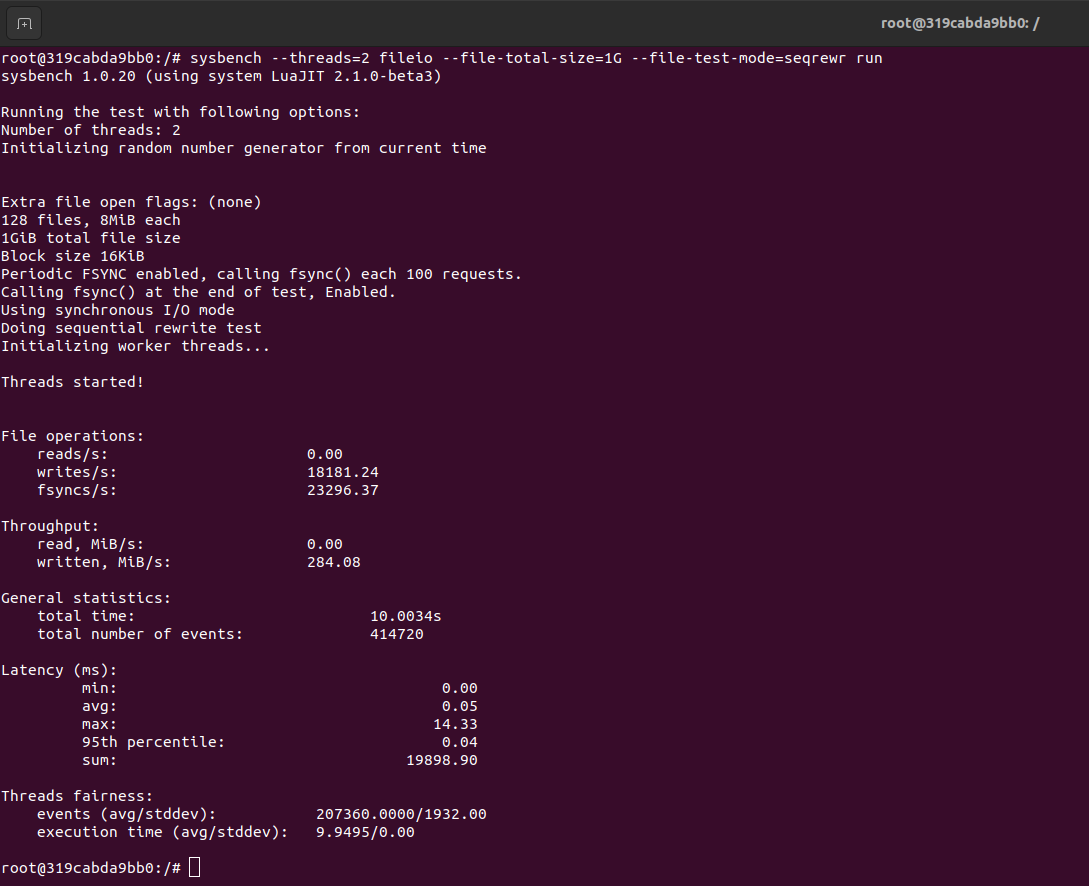 root@319cabda9bb0: /
root@319cabda9bb0:/# sysbench --threads=2 fileio --file-total-size=1G --file-test-mode=seqrewr run
sysbench 1.0.20 (using system LuaJIT 2.1.0-beta3)
Running the test with following options:
Number of threads: 2
Initializing random number generator from current time
Extra file open flags: (none)
128 files, 8MiB each
1GiB total file size
Block size 16KiB
Periodic FSYNC enabled, calling fsync() each 100 requests.
Calling fsync() at the end of test, Enabled.
Using synchronous I/O mode
Doing sequential rewrite test
Initializing worker threads...
Threads started!
File operations:
reads/s: 0.00
writes/s: 18181.24
fsyncs/s: 23296.37
Throughput:
read, MiB/s: 0.00
written, MiB/s: 284.08
General statistics:
total time: 10.0034s
total number of events: 414720
Latency (ms):
min: 0.00
avg: 0.05
max: 14.33
95th percentile: 0.04
sum: 19898.90
Threads fairness:
events (avg/stddev): 207360.0000/1932.00
execution time (avg/stddev): 9.9495/0.00
root@319cabda9bb0:/#